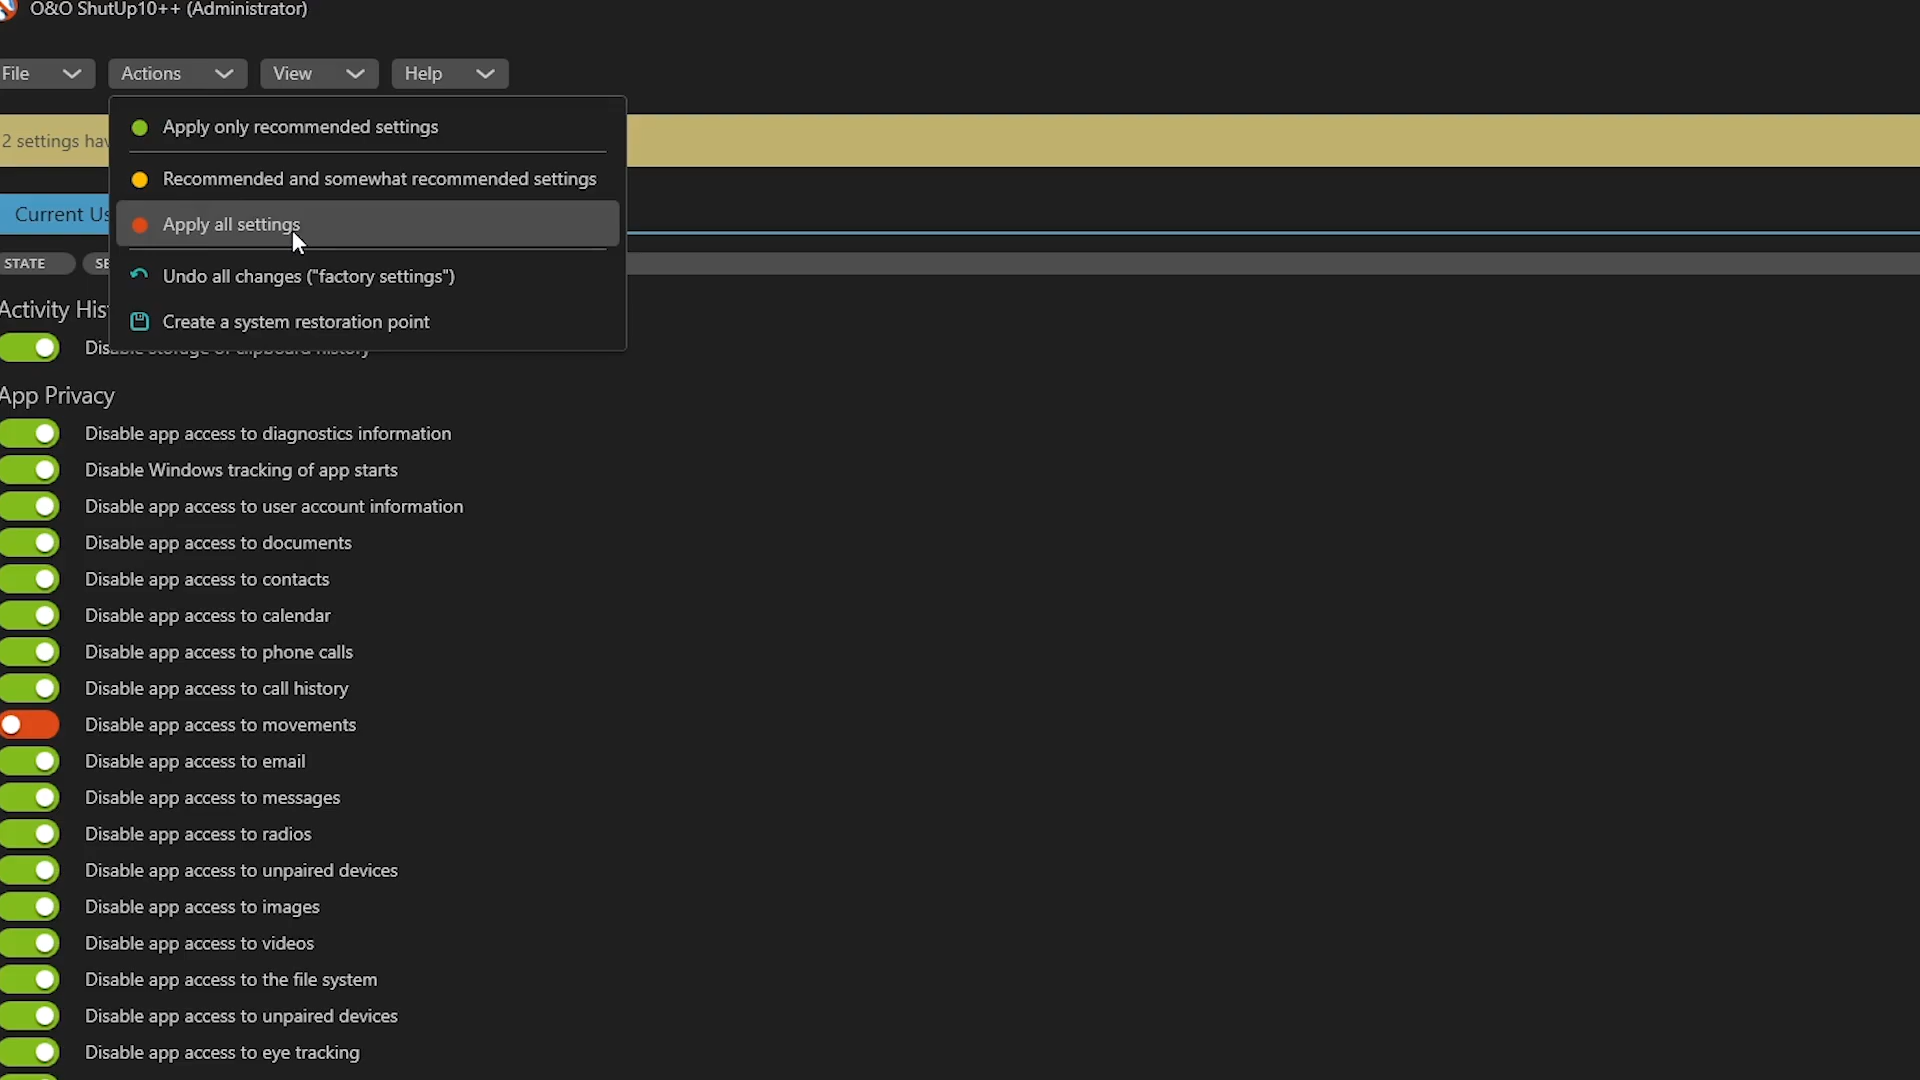 O&O ShutUp10++ (Administrator)
File
Actions
View
Help
Apply only recommended settings
2 settings
Recommended and somewhat recommended settings
Current
Apply all settings
STATE
Undo all changes ("factory settings")
Activity
Create a system restoration point
Disable storage of clipboard history
App Privacy
Disable app access to diagnostics information
Disable Windows tracking of app starts
Disable app access to user account information
Disable app access to documents
Disable app access to contacts
Disable app access to calendar
Disable app access to phone calls
Disable app access to call history
Disable app access to movements
Disable app access to email
Disable app access to messages
Disable app access to radios
Disable app access to unpaired devices
Disable app access to images
Disable app access to videos
Disable app access to the file system
Disable app access to unpaired devices
Disable app access to eye tracking